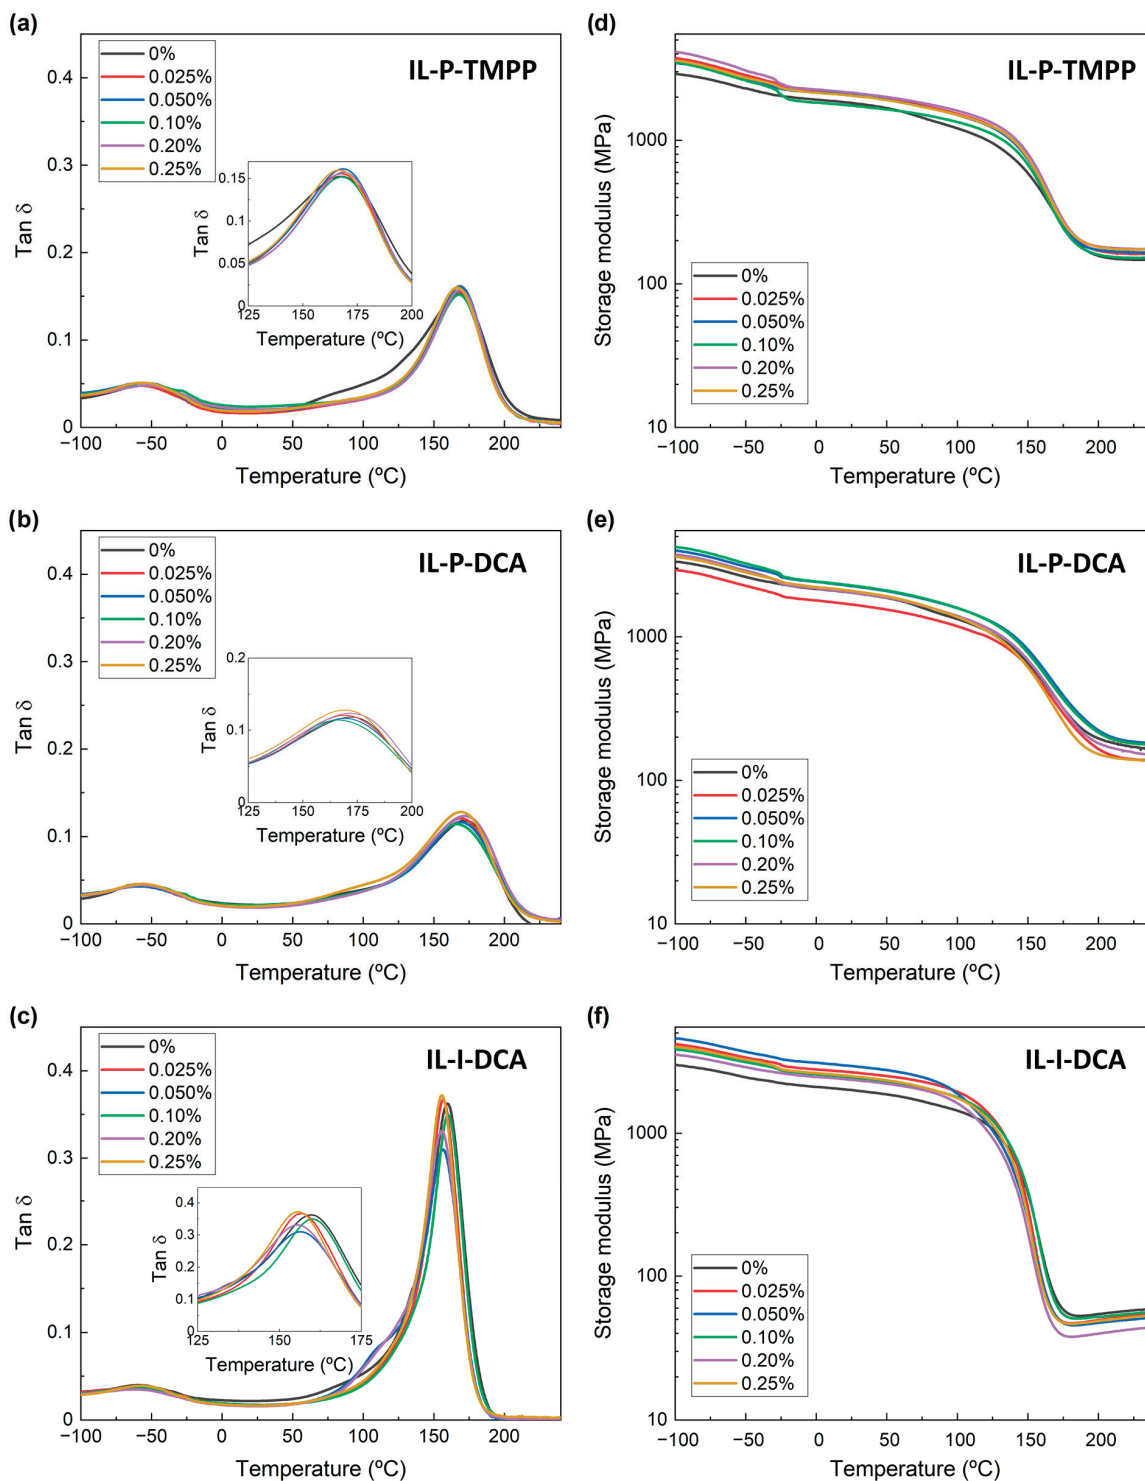 (a)
IL-P-TMPP
0%
0.025%
0.050%
0.10%
0.20%
0.25%
0.4
0.3
0.2
0.1
0
Tan δ
−100 −50 0 50 100 150 200
Temperature (ºC)
0.15
0.1
0.05
0
Tan δ
125 150 175 200
Temperature (ºC)
(d)
IL-P-TMPP
1000
100
10
Storage modulus (MPa)
0%
0.025%
0.050%
0.10%
0.20%
0.25%
−100 −50 0 50 100 150 200
Temperature (ºC)
(b)
IL-P-DCA
0%
0.025%
0.050%
0.10%
0.20%
0.25%
0.4
0.3
0.2
0.1
0
Tan δ
−100 −50 0 50 100 150 200
Temperature (ºC)
0.2
0.1
0
Tan δ
125 150 175 200
Temperature (ºC)
(e)
IL-P-DCA
1000
100
10
Storage modulus (MPa)
0%
0.025%
0.050%
0.10%
0.20%
0.25%
−100 −50 0 50 100 150 200
Temperature (ºC)
(c)
IL-I-DCA
0%
0.025%
0.050%
0.10%
0.20%
0.25%
0.4
0.3
0.2
0.1
0
Tan δ
−100 −50 0 50 100 150 200
Temperature (ºC)
0.4
0.3
0.2
0.1
0
Tan δ
125 150 175
Temperature (ºC)
(f)
IL-I-DCA
1000
100
10
Storage modulus (MPa)
0%
0.025%
0.050%
0.10%
0.20%
0.25%
−100 −50 0 50 100 150 200
Temperature (ºC)